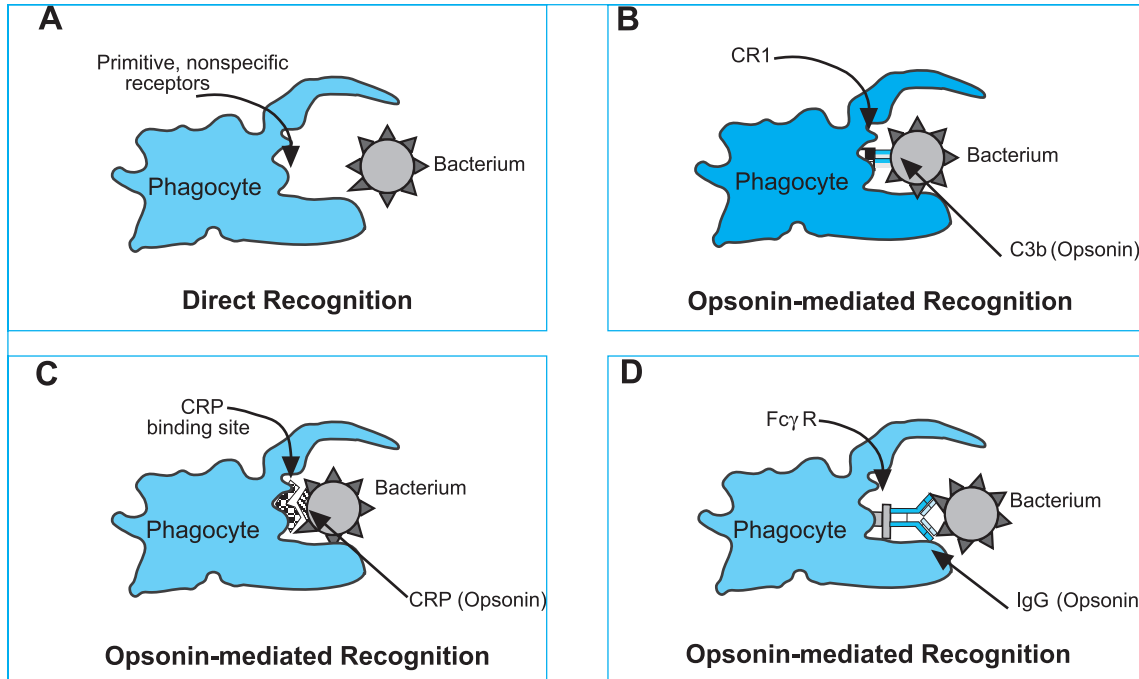 A
Primitive, nonspecific
receptors
Phagocyte
Bacterium
Direct Recognition
B
CR1
Phagocyte
Bacterium
C3b (Opsonin)
Opsonin-mediated Recognition
C
CRP
binding site
Phagocyte
Bacterium
CRP (Opsonin)
Opsonin-mediated Recognition
D
Fcγ R
Phagocyte
Bacterium
IgG (Opsonin
Opsonin-mediated Recognition